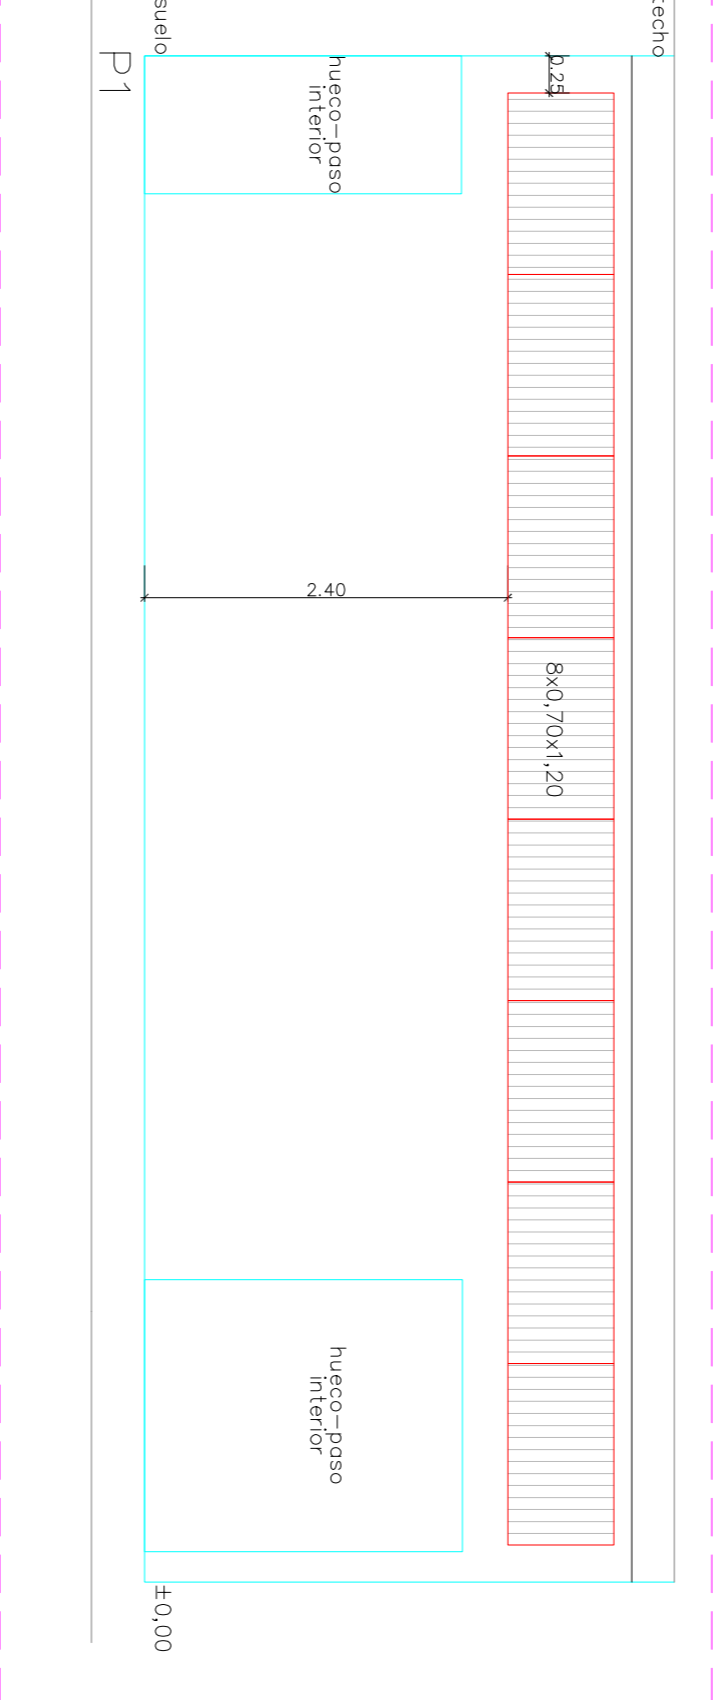 techo
suelo
P1
hueco-paso
interior
0.25
2.40
8x0,70x1,20
hueco-paso
interior
±0,00